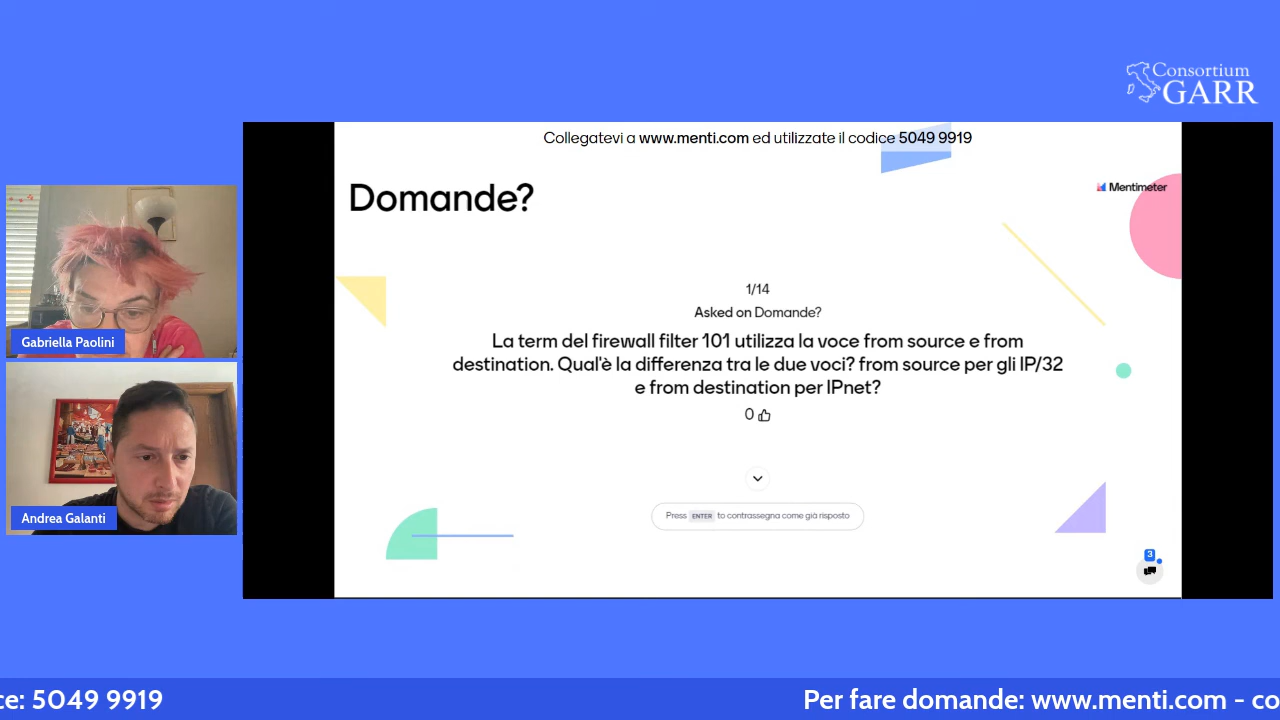 Consortium
GARR
Collegatevi a www.menti.com ed utilizzate il codice 5049 9919
Domande?
Mentimeter
1/14
Asked on Domande?
La term del firewall filter 101 utilizza la voce from source e from
destination. Qual'è la differenza tra le due voci? from source per gli IP/32
e from destination per IPnet?
0
Press ENTER to contrassegna come già risposto
3
Gabriella Paolini
Andrea Galanti
ce: 5049 9919
Per fare domande: www.menti.com - co